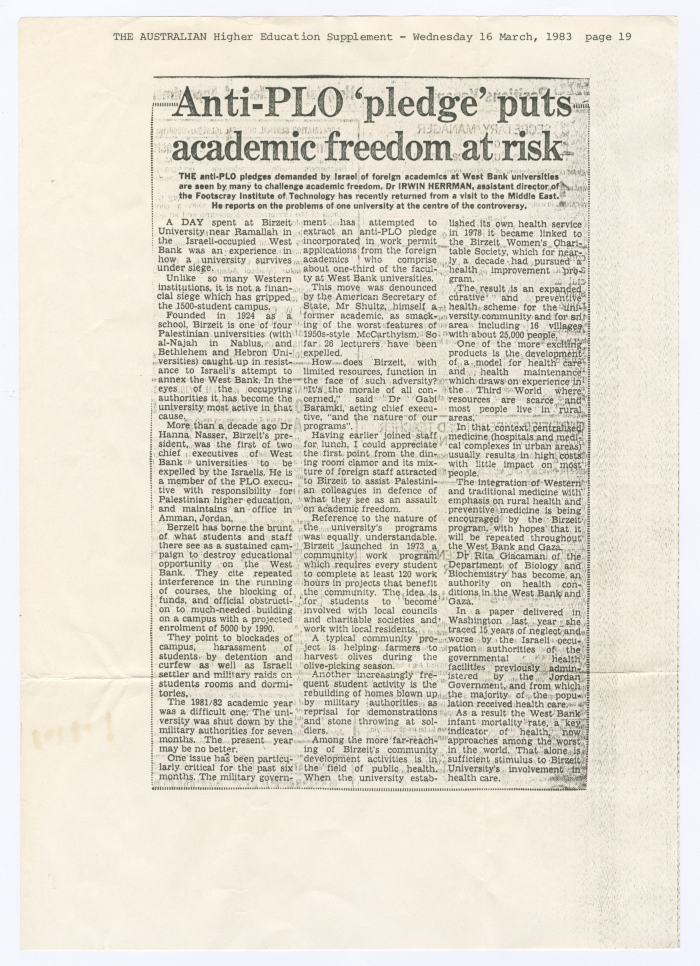 THE AUSTRALIAN Higher Education Supplement - Wednesday 16 March, 1983 page 19
Anti-PLO ‘pledge’ puts
academic freedom at risk
THE anti-PLO pledges demanded by Israel of foreign academics at West Bank universities
are seen by many to challenge academic freedom. Dr IRWIN HERRMAN, assistant director of
the Footscray Institute of Technology has recently returned from a visit to the Middle East.
He reports on the problems of one university at the centre of the controversy.
A DAY spent at Birzeit
University near Ramallah in
the Israeli-occupied West
Bank was an experience in
how a university survives
under siege.
Unlike so many Western
institutions, it is not a finan-
cial siege which has gripped
the 1500-student campus.
Founded in 1924 as a
school, Birzeit is one of four
Palestinian universities (with
al-Najah in Nablus, and
Bethlehem and Hebron Uni-
versities) caught up in resist-
ance to Israel's attempt to
annex the West Bank. In the
eyes of the occupying
authorities it has become the
university most active in that
cause.
More than a decade ago Dr
Hanna Nasser, Birzeit's pre-
sident, was the first of two
chief executives of West
Bank universities to be
expelled by the Israelis. He is
a member of the PLO execu-
tive with responsibility for
Palestinian higher education,
and maintains an office in
Amman, Jordan.
Berzeit has borne the brunt
of what students and staff
there see as a sustained cam-
paign to destroy educational
opportunity on the West
Bank. They cite repeated
interference in the running
of courses, the blocking of
funds, and official obstructi-
on to much-needed building
on a campus with a projected
enrolment of 5000 by 1990.
They point to blockades of
campus, harassment of
students by detention and
curfew as well as Israeli
settler and military raids on
students rooms and dormi-
tories.
The 1981/82 academic year
was a difficult one. The uni-
versity was shut down by the
military authorities for seven
months. The present year
may be no better.
One issue has been particu-
larly critical for the past six
months. The military govern-
ment has attempted to
extract an anti-PLO pledge
incorporated in work permit
applications from the foreign
academics who comprise
about one-third of the facul-
ty at West Bank universities.
This move was denounced
by the American Secretary of
State, Mr Shultz, himself a
former academic, as smack-
ing of the worst features of
1950s-style McCarthyism. So
far 26 lecturers have been
expelled.
How does Birzeit, with
limited resources, function in
the face of such adversity?
"It's the morale of all con-
cerned," said Dr Gabi
Baramki, acting chief execu-
tive, "and the nature of our
programs".
Having earlier joined staff
for lunch, I could appreciate
the first point from the din-
ing room clamor and its mix-
ture of foreign staff attracted
to Birzeit to assist Palestini-
an colleagues in defence of
what they see as an assault
on academic freedom.
Reference to the nature of
the university's programs
was equally understandable.
Birzeit launched in 1973 a
community work program
which requires every student
to complete at least 120 work
hours in projects that benefit
the community. The idea is
for students to become
involved with local councils
and charitable societies and
work with local residents.
A typical community pro-
ject is helping farmers to
harvest olives during the
olive-picking season.
Another increasingly fre-
quent student activity is the
rebuilding of homes blown up
by military authorities as
reprisal for demonstrations
and stone throwing at sol-
diers.
Among the more far-reach-
ing of Birzeit's community
development activities is in
the field of public health.
When the university estab-
lished its own health service
in 1978 it became linked to
the Birzeit Women's Chari-
table Society, which for near-
ly a decade had pursued a
health improvement pro-
gram.
The result is an expanded
curative and preventive
health scheme for the uni-
versity community and for an
area including 16 villages
with about 25,000 people.
One of the more exciting
products is the development
of a model for health care
and health maintenance
which draws on experience in
the Third World where
resources are scarce and
most people live in rural
areas.
In that context centralised
medicine (hospitals and medi-
cal complexes in urban areas)
usually results in high costs
with little impact on most
people.
The integration of Western
and traditional medicine with
emphasis on rural health and
preventive medicine is being
encouraged by the Birzeit
program, with hopes that it
will be repeated throughout
the West Bank and Gaza.
Dr Rita Giacaman of the
Department of Biology and
Biochemistry has become an
authority on health con-
ditions in the West Bank and
Gaza.
In a paper delivered in
Washington last year she
traced 15 years of neglect and
worse by the Israeli occu-
pation authorities of the
governmental health
facilities previously admin-
istered by the Jordan
Government, and from which
the majority of the popu-
lation received health care.
As a result the West Bank
infant mortality rate, a key
indicator of health, now
approaches among the worst
in the world. That alone is
sufficient stimulus to Birzeit
University's involvement in
health care.